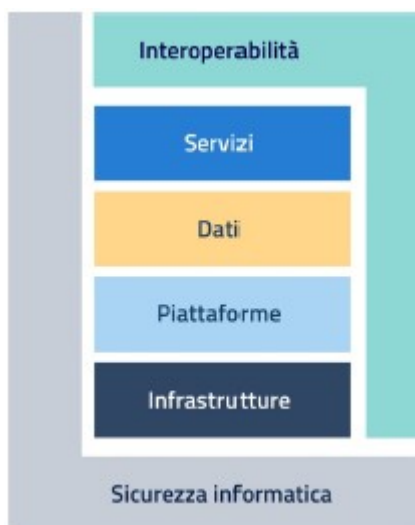 Interoperabilità
Servizi
Dati
Piattaforme
Infrastrutture
Sicurezza informatica